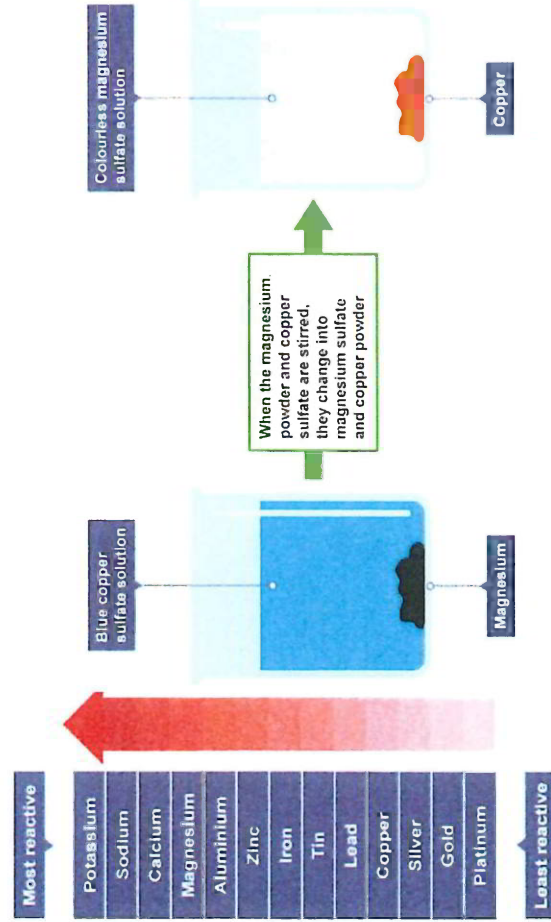 Most reactive
Potassium
Sodium
Calcium
Magnesium
Aluminium
Zinc
Iron
Tin
Lead
Copper
Silver
Gold
Platinum
Least reactive
Blue copper
sulfate solution
Magnesium
When the magnesium
powder and copper
sulfate are stirred,
they change into
magnesium sulfate
and copper powder
Colourless magnesium
sulfate solution
Copper